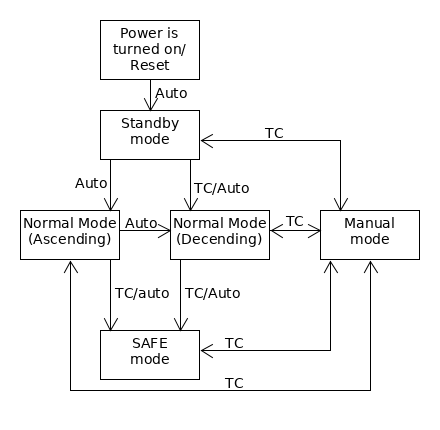 Power is
turned on/
Reset
Auto
Standby
mode
TC
Auto
TC/Auto
Normal Mode
(Ascending)
Auto
Normal Mode
(Decending)
TC
Manual
mode
TC/auto
TC/Auto
SAFE
mode
TC
TC